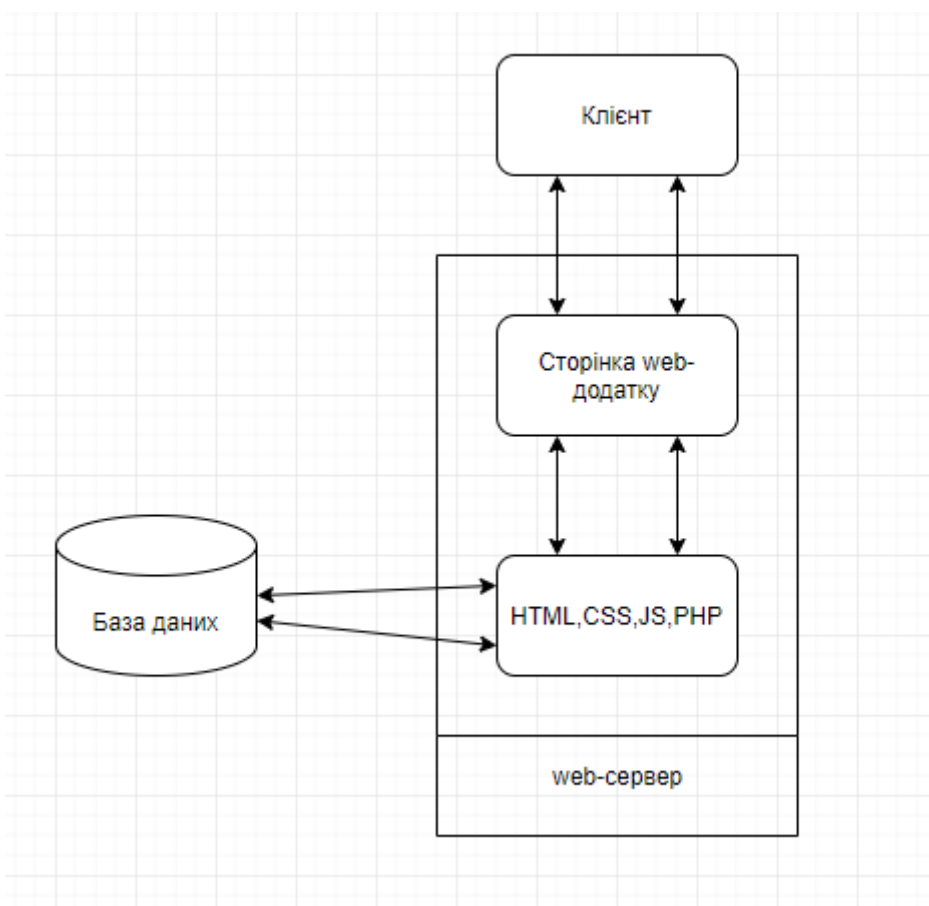 Клієнт
Сторінка web-
додатку
База даних
HTML,CSS,JS,PHP
web-сервер